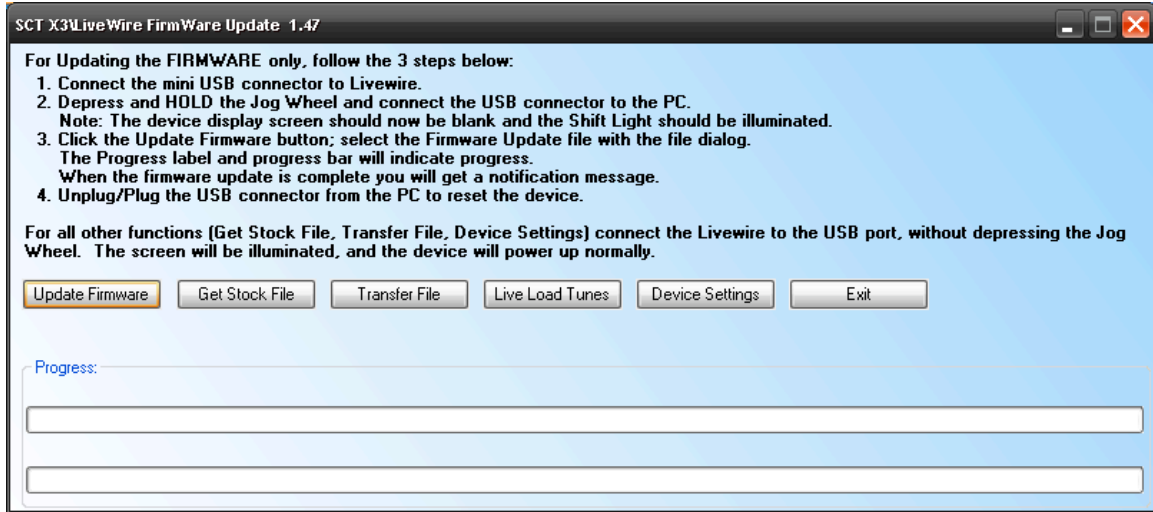 SCT X3\LiveWire FirmWare Update 1.47
For Updating the FIRMWARE only, follow the 3 steps below:
1. Connect the mini USB connector to Livewire.
2. Depress and HOLD the Jog Wheel and connect the USB connector to the PC.
Note: The device display screen should now be blank and the Shift Light should be illuminated.
3. Click the Update Firmware button; select the Firmware Update file with the file dialog.
The Progress label and progress bar will indicate progress.
When the firmware update is complete you will get a notification message.
4. Unplug/Plug the USB connector from the PC to reset the device.
For all other functions (Get Stock File, Transfer File, Device Settings) connect the Livewire to the USB port, without depressing the Jog
Wheel. The screen will be illuminated, and the device will power up normally.
Update Firmware Get Stock File Transfer File Live Load Tunes Device Settings Exit
Progress: